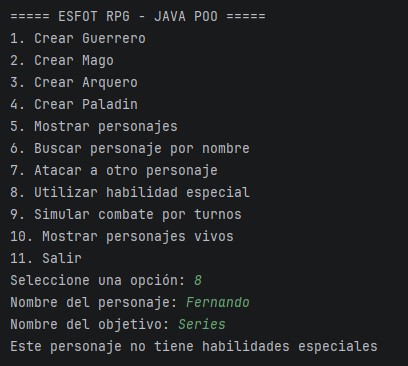 ===== ESFOT RPG - JAVA POO =====
1. Crear Guerrero
2. Crear Mago
3. Crear Arquero
4. Crear Paladin
5. Mostrar personajes
6. Buscar personaje por nombre
7. Atacar a otro personaje
8. Utilizar habilidad especial
9. Simular combate por turnos
10. Mostrar personajes vivos
11. Salir
Seleccione una opción: 8
Nombre del personaje: Fernando
Nombre del objetivo: Series
Este personaje no tiene habilidades especiales